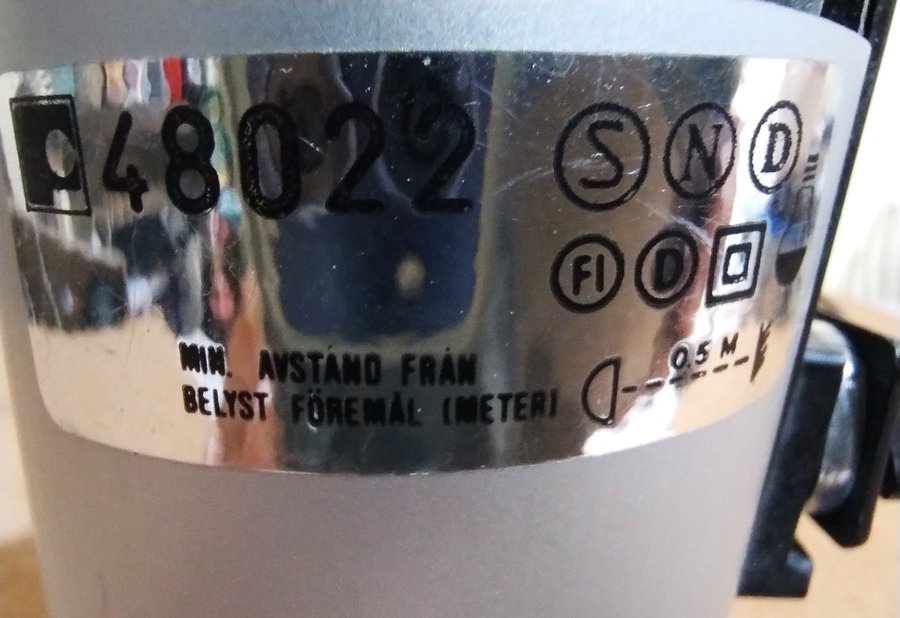 48022 S N D
FI D
MIN. AVSTÅND FRÅN
BELYST FÖREMÅL (METER) 0,5 M